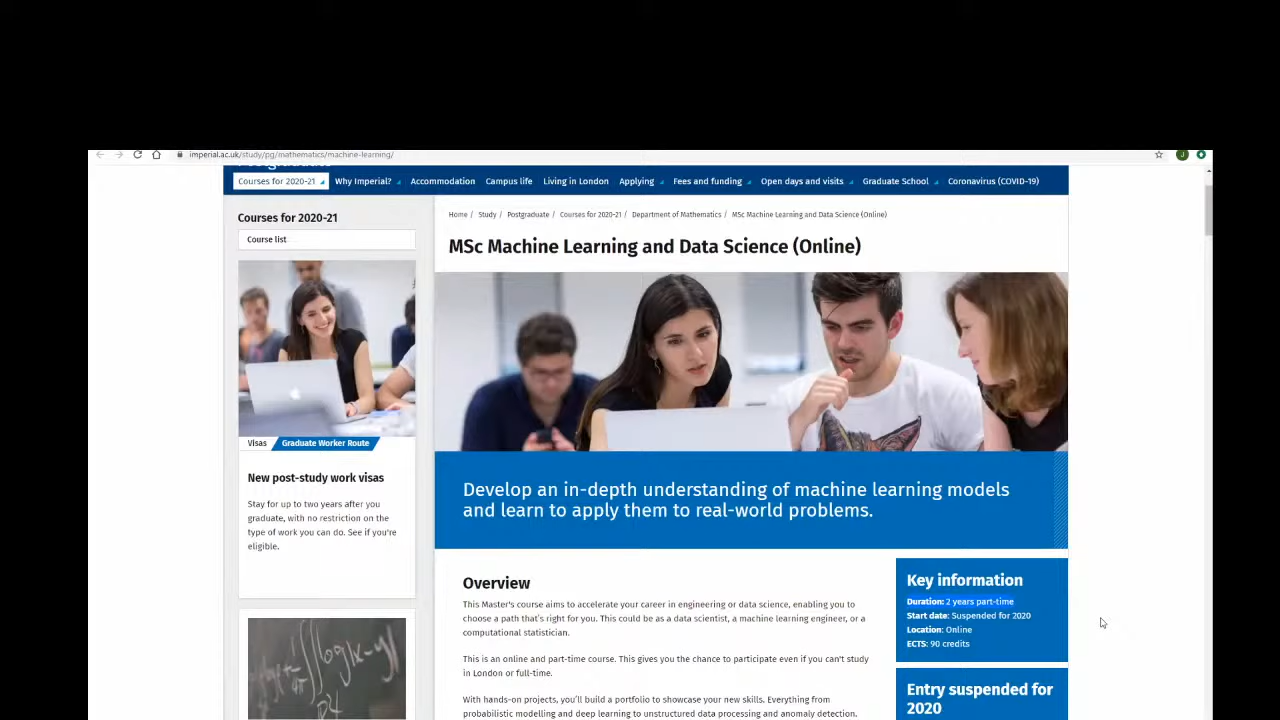 imperial.ac.uk/study/pg/mathematics/machine-learning/
J
Postgraduate
Courses for 2020-21 Why Imperial? Accommodation Campus life Living in London Applying Fees and funding Open days and visits Graduate School Coronavirus (COVID-19)
Courses for 2020-21
Course list
Home / Study / Postgraduate / Courses for 2020-21 / Department of Mathematics / MSc Machine Learning and Data Science (Online)
MSc Machine Learning and Data Science (Online)
Visas Graduate Worker Route
New post-study work visas
Stay for up to two years after you
graduate, with no restriction on the
type of work you can do. See if you're
eligible.
Develop an in-depth understanding of machine learning models
and learn to apply them to real-world problems.
Overview
This Master's course aims to accelerate your career in engineering or data science, enabling you to
choose a path that's right for you. This could be as a data scientist, a machine learning engineer, or a
computational statistician.
This is an online and part-time course. This gives you the chance to participate even if you can't study
in London or full-time.
With hands-on projects, you'll build a portfolio to showcase your new skills. Everything from
probabilistic modelling and deep learning to unstructured data processing and anomaly detection.
Key information
Duration: 2 years part-time
Start date: Suspended for 2020
Location: Online
ECTS: 90 credits
Entry suspended for
2020